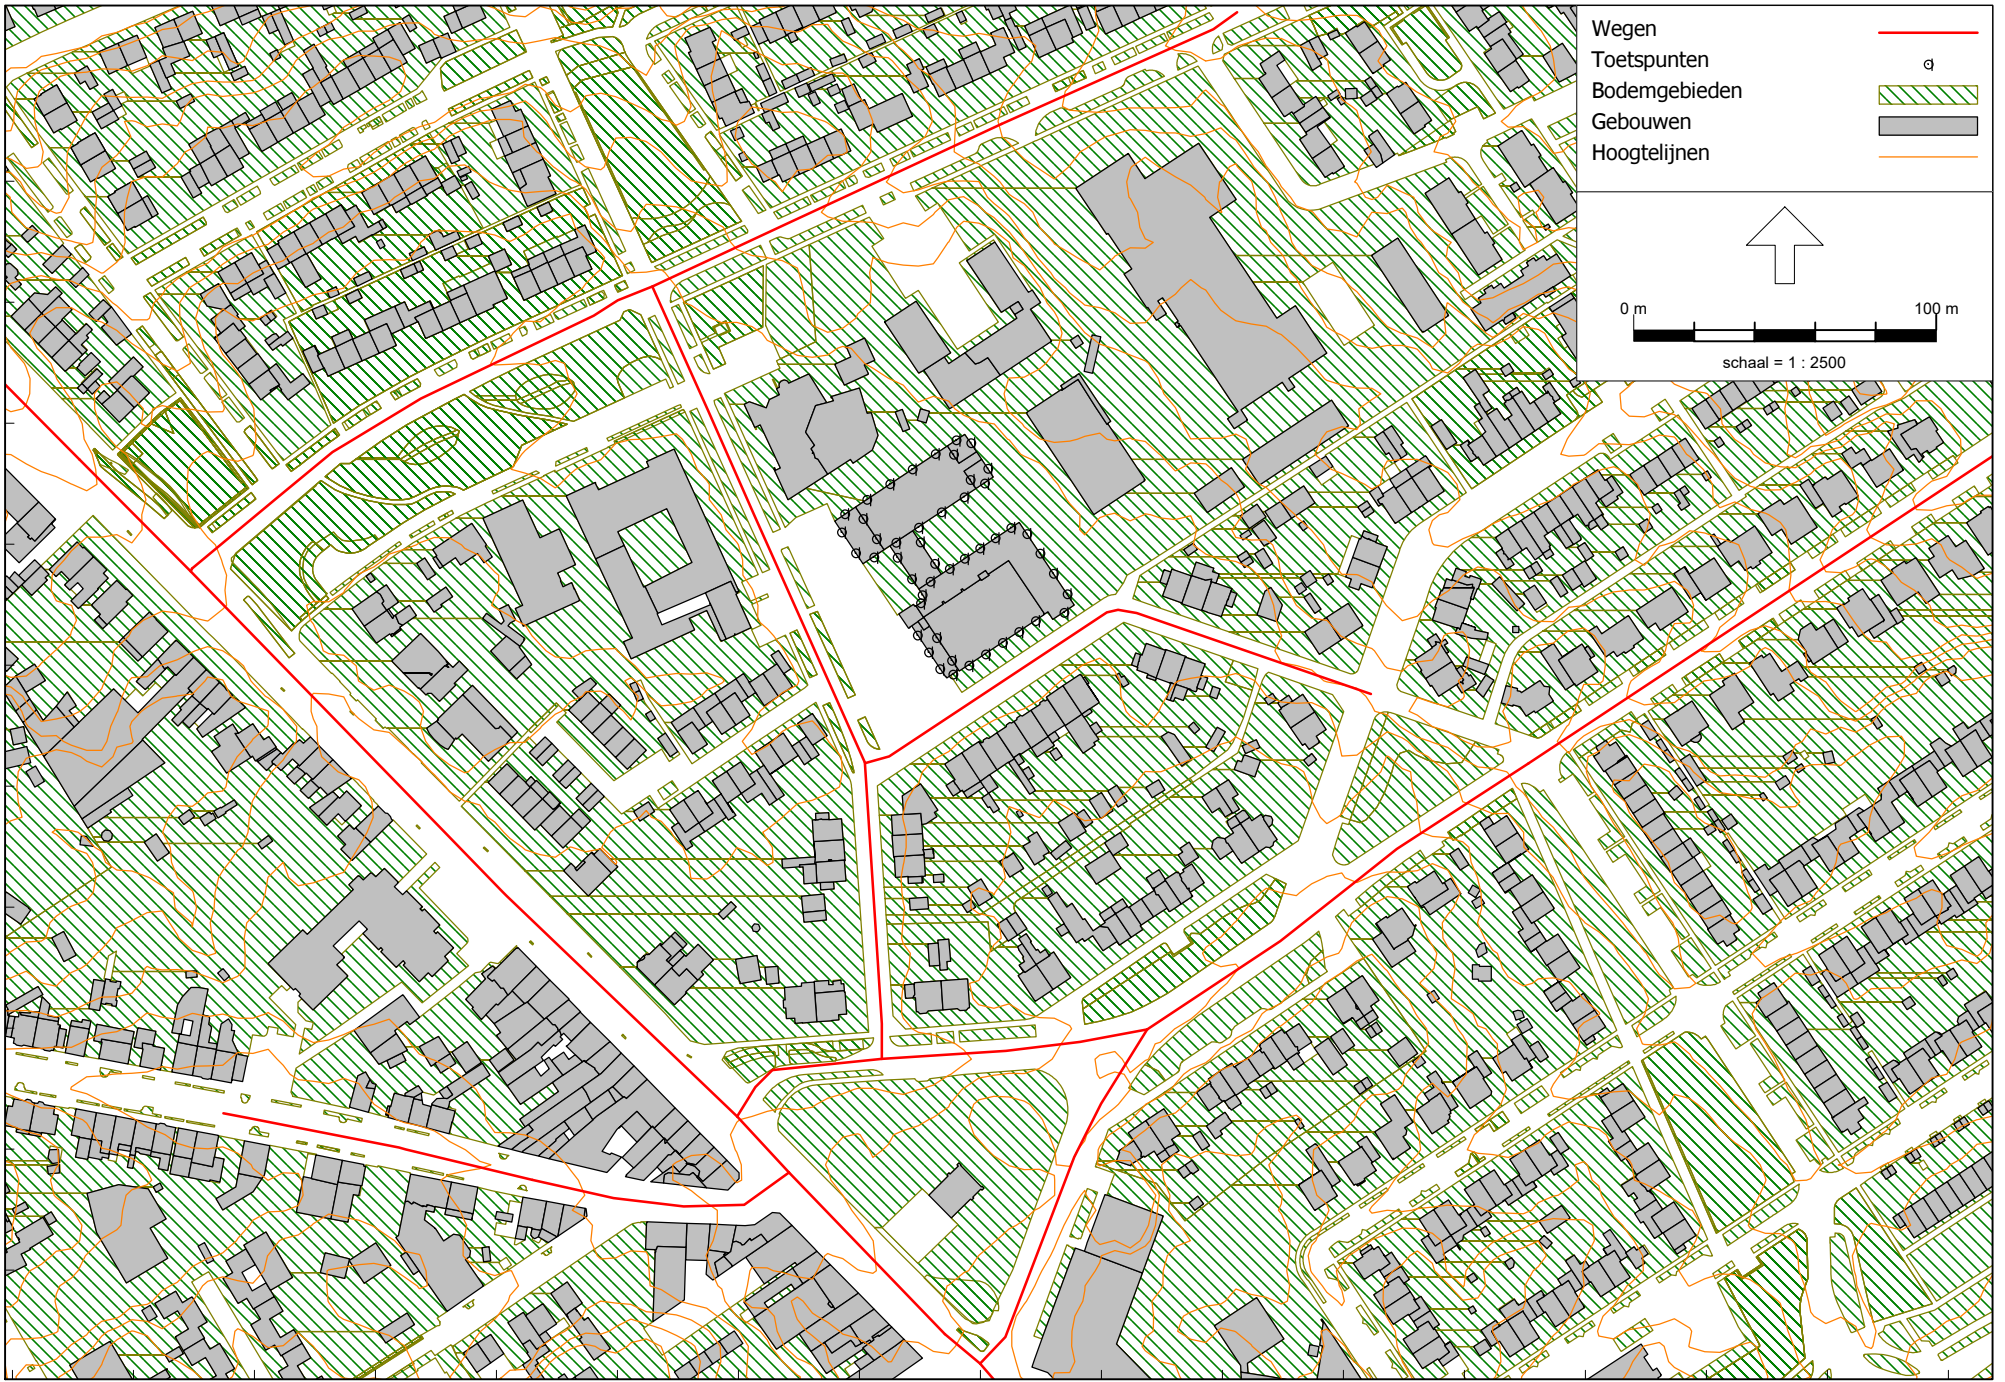 Wegen
Toetspunten
Bodemgebieden
Gebouwen
Hoogtelijnen
0 m 100 m
schaal = 1 : 2500